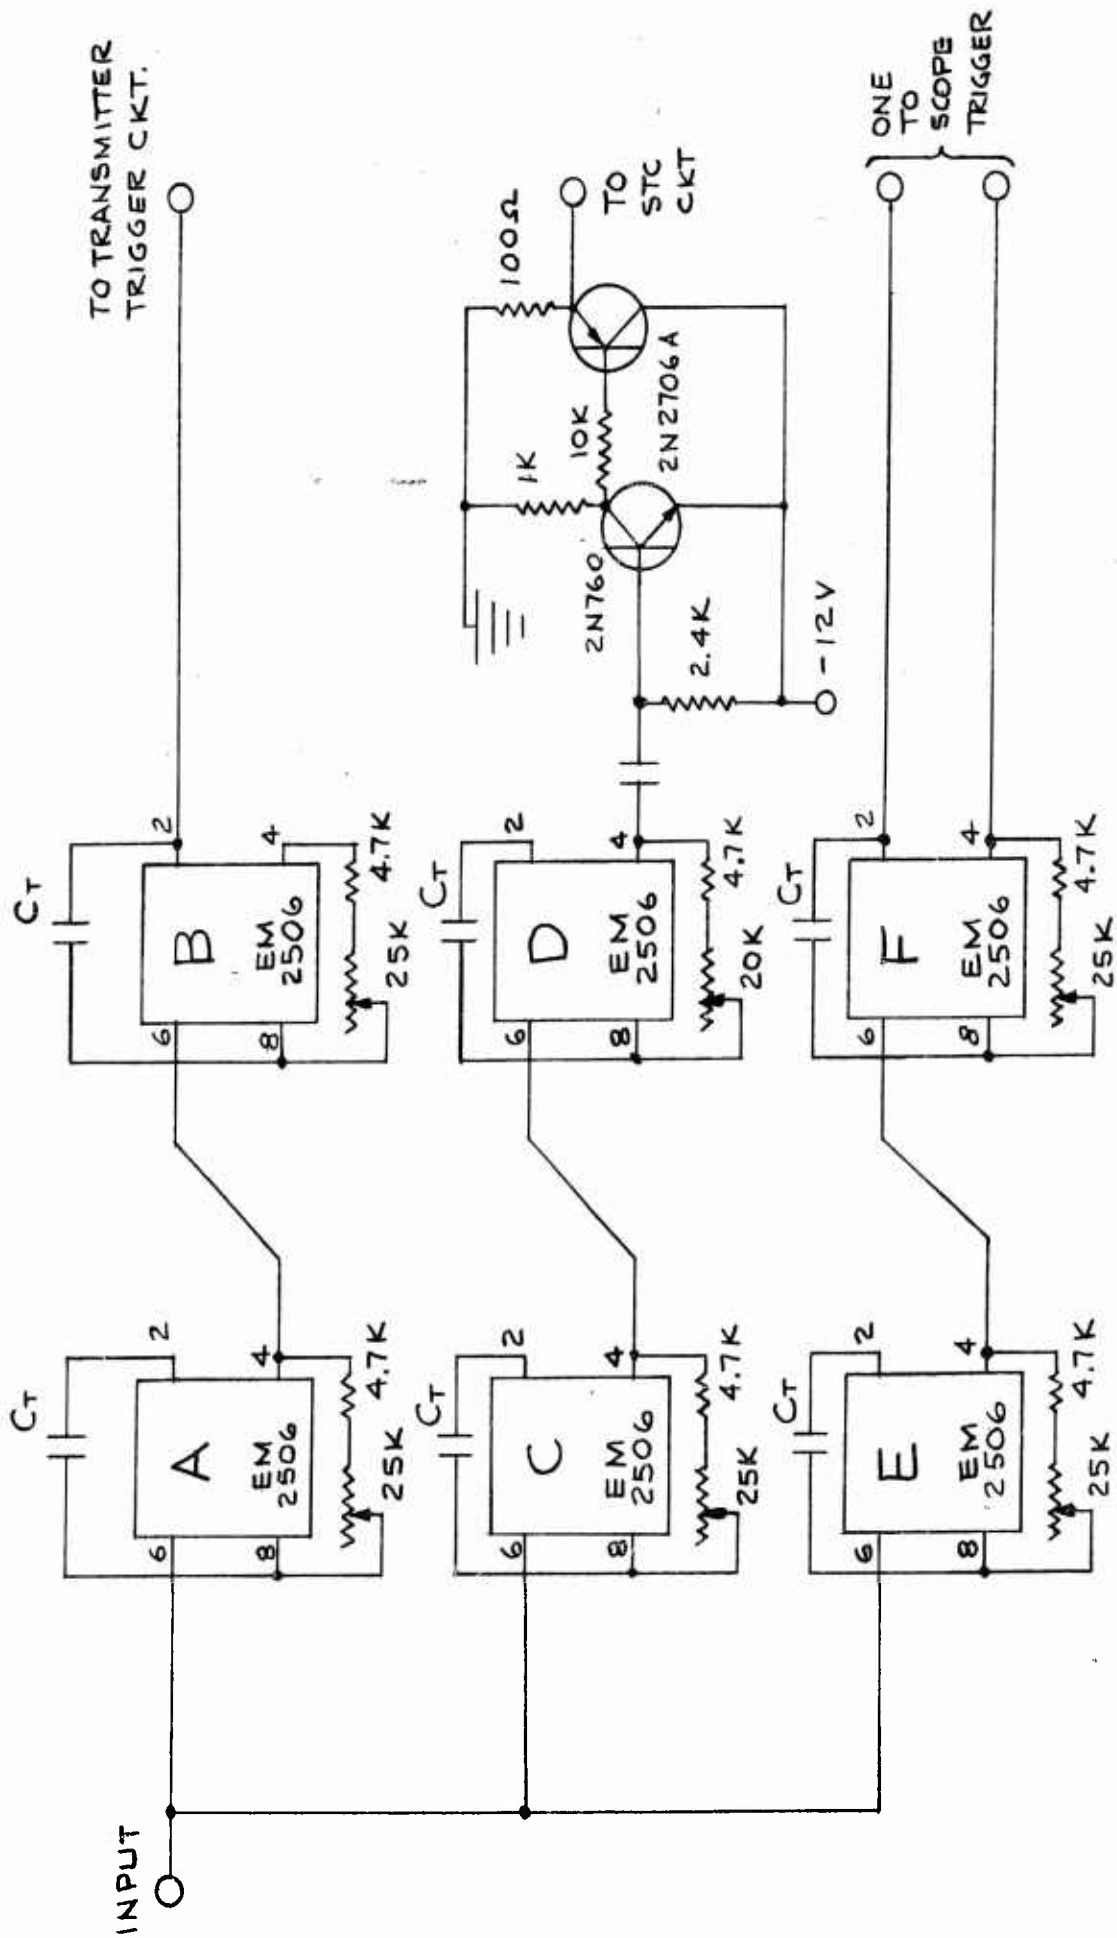 INPUT
CT
A
EM
2506
6
8
2
4
4.7K
25K
CT
B
EM
2506
6
8
2
4
4.7K
25K
TO TRANSMITTER
TRIGGER CKT.
CT
C
EM
2506
6
8
2
4
4.7K
25K
CT
D
EM
2506
6
8
2
4
4.7K
20K
2.4K
-12V
2N760
1K
10K
2N2706A
100Ω
TO
STC
CKT
CT
E
EM
2506
6
8
2
4
4.7K
25K
CT
F
EM
2506
6
8
2
4
4.7K
25K
ONE
TO
SCOPE
TRIGGER